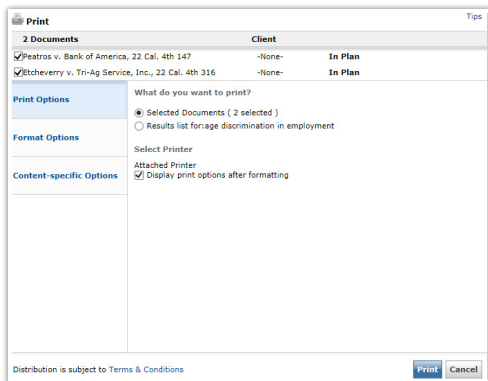 Print
Tips
2 Documents Client
Peatros v. Bank of America, 22 Cal. 4th 147 -None- In Plan
Etcheverry v. Tri-Ag Service, Inc., 22 Cal. 4th 316 -None- In Plan
Print Options
Format Options
Content-specific Options
What do you want to print?
Selected Documents ( 2 selected )
Results list for:age discrimination in employment
Select Printer
Attached Printer
Display print options after formatting
Distribution is subject to Terms & Conditions
Print Cancel